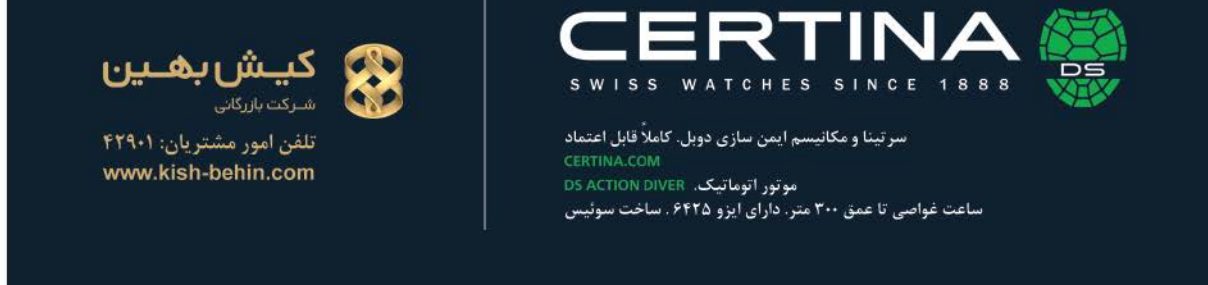 CERTINA
DS
SWISS WATCHES SINCE 1888
سرتینا و مکانیسم ایمن سازی دوبل. کاملاً قابل اعتماد
CERTINA.COM
موتور اتوماتیک. DS ACTION DIVER
ساعت غواصی تا عمق ۳۰۰ متر. دارای ایزو ۶۴۲۵ . ساخت سوئیس
کیش بهین
شرکت بازرگانی
تلفن امور مشتریان: ۴۲۹۰۱
www.kish-behin.com